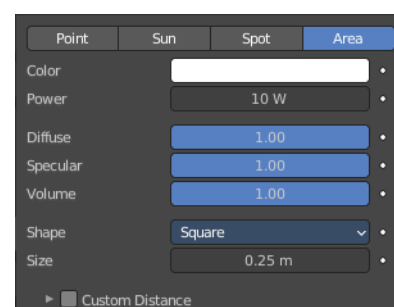 Point Sun Spot Area
Color
Power 10 W
Diffuse 1.00
Specular 1.00
Volume 1.00
Shape Square
Size 0.25 m
Custom Distance